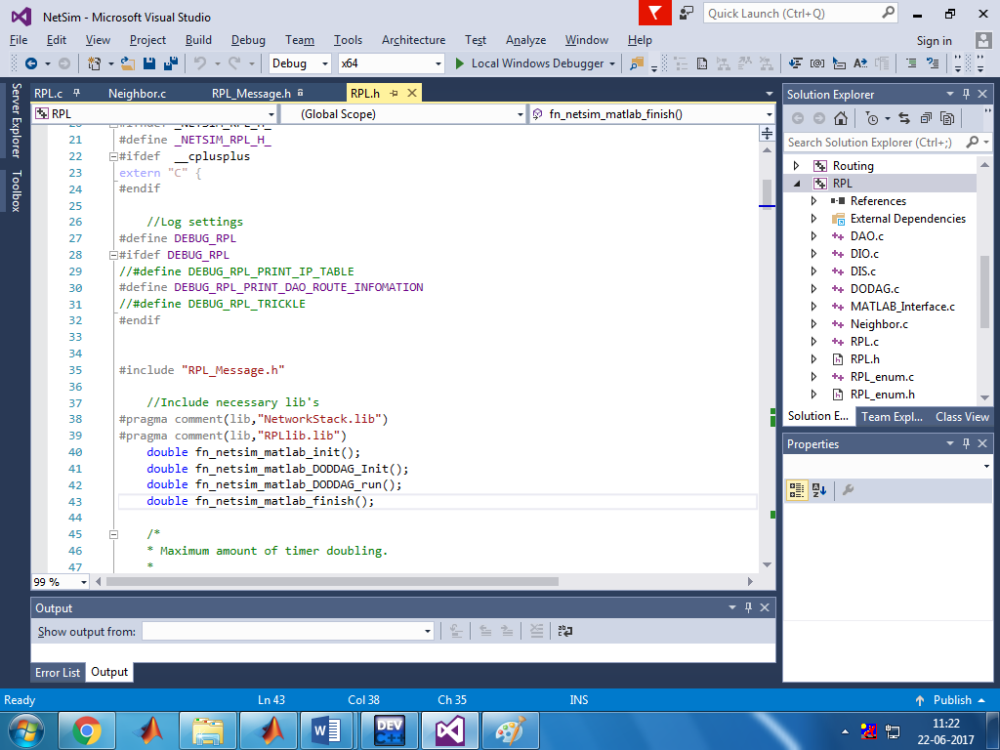 NetSim - Microsoft Visual Studio
Quick Launch (Ctrl+Q)
File Edit View Project Build Debug Team Tools Architecture Test Analyze Window Help
Sign in
Debug x64 Local Windows Debugger
Server Explorer
Toolbox
RPL.c Neighbor.c RPL_Message.h RPL.h
RPL (Global Scope) fn_netsim_matlab_finish()
20 #ifndef _NETSIM_RPL_H_
21 #define _NETSIM_RPL_H_
22 #ifdef __cplusplus
23 extern "C" {
24 #endif
25
26 //Log settings
27 #define DEBUG_RPL
28 #ifdef DEBUG_RPL
29 //#define DEBUG_RPL_PRINT_IP_TABLE
30 #define DEBUG_RPL_PRINT_DAO_ROUTE_INFOMATION
31 //#define DEBUG_RPL_TRICKLE
32 #endif
33
34
35 #include "RPL_Message.h"
36
37 //Include necessary lib's
38 #pragma comment(lib,"NetworkStack.lib")
39 #pragma comment(lib,"RPLlib.lib")
40 double fn_netsim_matlab_init();
41 double fn_netsim_matlab_DODDAG_Init();
42 double fn_netsim_matlab_DODDAG_run();
43 double fn_netsim_matlab_finish();
44
45 /*
46 * Maximum amount of timer doubling.
47 *
99 %
Solution Explorer
Search Solution Explorer (Ctrl+;)
Routing
RPL
References
External Dependencies
DAO.c
DIO.c
DIS.c
DODAG.c
MATLAB_Interface.c
Neighbor.c
RPL.c
RPL.h
RPL_enum.c
RPL_enum.h
Solution E... Team Expl... Class View
Properties
Output
Show output from:
Error List Output
Ready Ln 43 Col 38 Ch 35 INS Publish
DEV C++
11:22
22-06-2017